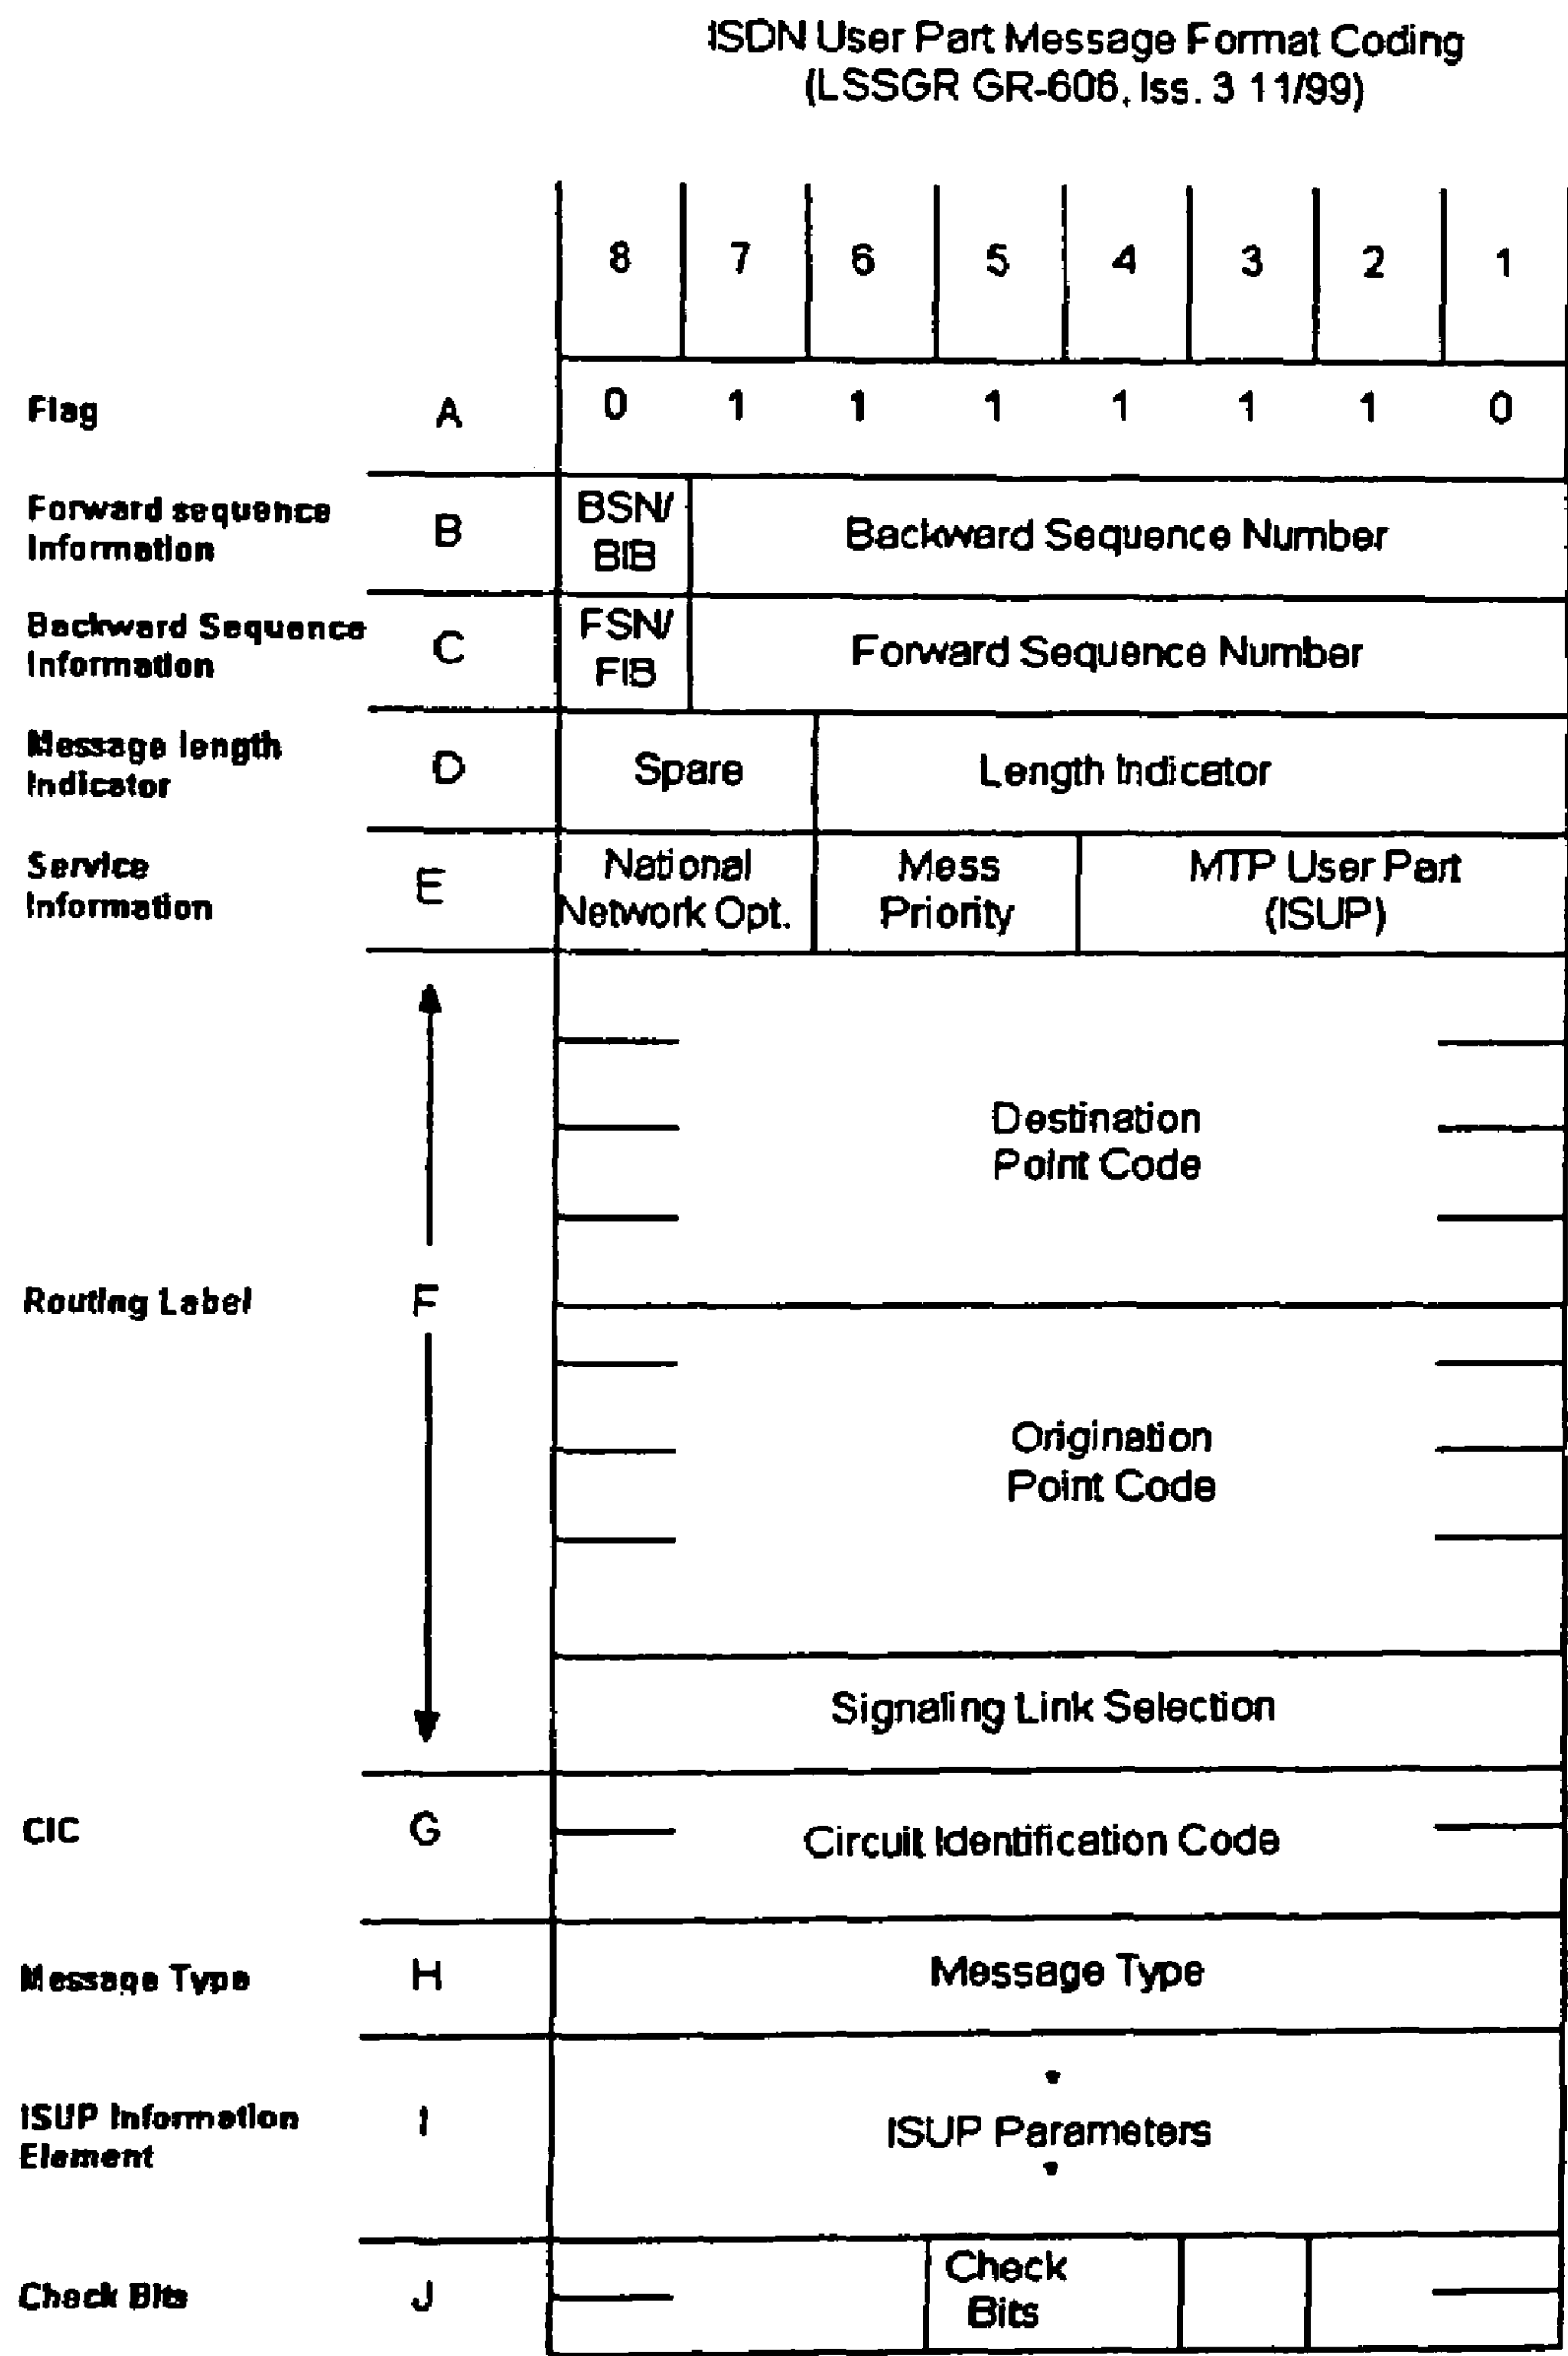 ISDN User Part Message Format Coding
(LSSGR GR-606, Iss. 3 11/99)
8 7 6 5 4 3 2 1
Flag A 0 1 1 1 1 1 1 0
Forward sequence
Information
B
BSN/
BIB
Backward Sequence Number
Backward Sequence
Information
C
FSN/
FIB
Forward Sequence Number
Message length
Indicator
D
Spare
Length Indicator
Service
Information
E
National
Network Opt.
Mess
Priority
MTP User Part
(ISUP)
Destination
Point Code
Routing Label F
Origination
Point Code
Signaling Link Selection
CIC G Circuit Identification Code
Message Type H Message Type
ISUP Information
Element
I
ISUP Parameters
Check Bits J
Check
Bits